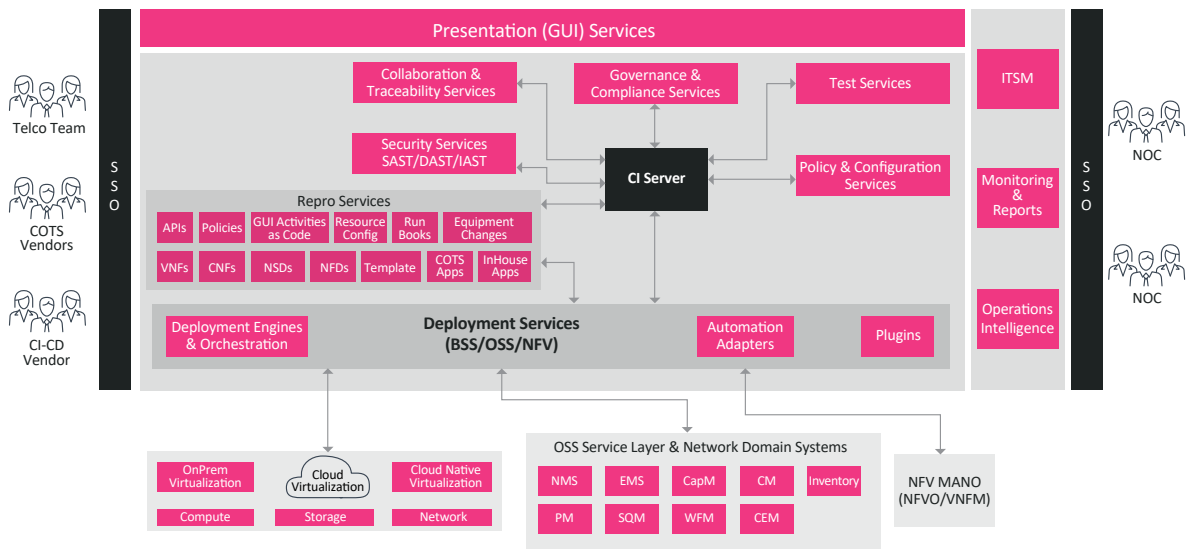 Presentation (GUI) Services
Telco Team
COTS
Vendors
CI-CD
Vendor
S
S
O
Collaboration &
Traceability Services
Governance &
Compliance Services
Test Services
Security Services
SAST/DAST/IAST
CI Server
Policy & Configuration
Services
Repro Services
APIs
Policies
GUI Activities
as Code
Resource
Config
Run
Books
Equipment
Changes
VNFs
CNFs
NSDs
NFDs
Template
COTS
Apps
InHouse
Apps
Deployment Engines
& Orchestration
Deployment Services
(BSS/OSS/NFV)
Automation
Adapters
Plugins
ITSM
Monitoring
&
Reports
Operations
Intelligence
S
S
O
NOC
NOC
OnPrem
Virtualization
Cloud
Virtualization
Cloud Native
Virtualization
Compute
Storage
Network
OSS Service Layer & Network Domain Systems
NMS
EMS
CapM
CM
Inventory
PM
SQM
WFM
CEM
NFV MANO
(NFVO/VNFM)